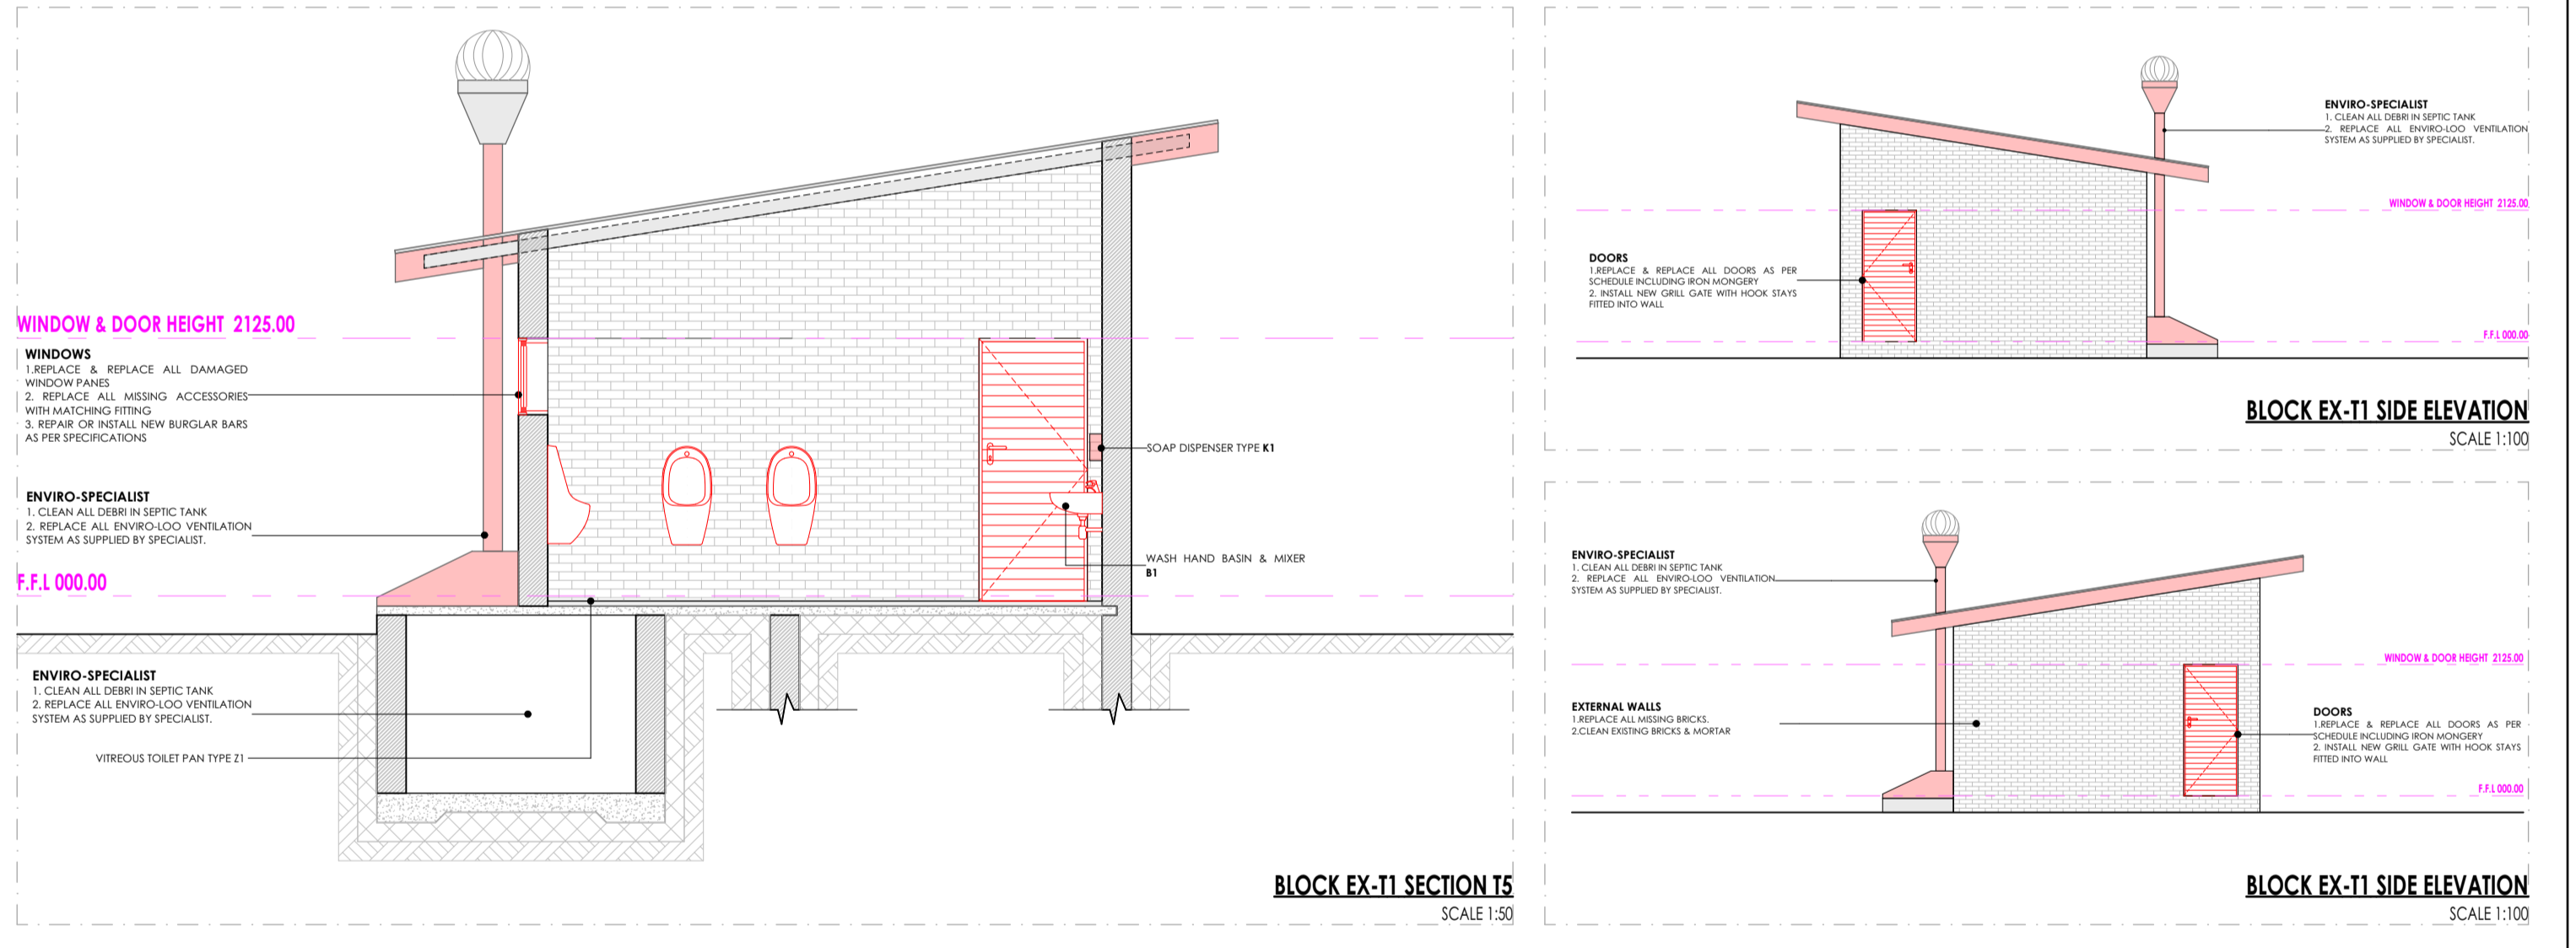 WINDOW & DOOR HEIGHT 2125.00
WINDOWS
1.REPLACE & REPLACE ALL DAMAGED
WINDOW PANES
2. REPLACE ALL MISSING ACCESSORIES
WITH MATCHING FITTING
3. REPAIR OR INSTALL NEW BURGLAR BARS
AS PER SPECIFICATIONS
ENVIRO-SPECIALIST
1. CLEAN ALL DEBRI IN SEPTIC TANK
2. REPLACE ALL ENVIRO-LOO VENTILATION
SYSTEM AS SUPPLIED BY SPECIALIST.
F.F.L 000.00
ENVIRO-SPECIALIST
1. CLEAN ALL DEBRI IN SEPTIC TANK
2. REPLACE ALL ENVIRO-LOO VENTILATION
SYSTEM AS SUPPLIED BY SPECIALIST.
VITREOUS TOILET PAN TYPE Z1
SOAP DISPENSER TYPE K1
WASH HAND BASIN & MIXER
B1
BLOCK EX-T1 SECTION T5
SCALE 1:50
ENVIRO-SPECIALIST
1. CLEAN ALL DEBRI IN SEPTIC TANK
2. REPLACE ALL ENVIRO-LOO VENTILATION
SYSTEM AS SUPPLIED BY SPECIALIST.
WINDOW & DOOR HEIGHT 2125.00
DOORS
1.REPLACE & REPLACE ALL DOORS AS PER
SCHEDULE INCLUDING IRON MONGERY
2. INSTALL NEW GRILL GATE WITH HOOK STAYS
FITTED INTO WALL
F.F.L 000.00
BLOCK EX-T1 SIDE ELEVATION
SCALE 1:100
ENVIRO-SPECIALIST
1. CLEAN ALL DEBRI IN SEPTIC TANK
2. REPLACE ALL ENVIRO-LOO VENTILATION
SYSTEM AS SUPPLIED BY SPECIALIST.
WINDOW & DOOR HEIGHT 2125.00
EXTERNAL WALLS
1.REPLACE ALL MISSING BRICKS.
2.CLEAN EXISTING BRICKS & MORTAR
DOORS
1.REPLACE & REPLACE ALL DOORS AS PER
SCHEDULE INCLUDING IRON MONGERY
2. INSTALL NEW GRILL GATE WITH HOOK STAYS
FITTED INTO WALL
F.F.L 000.00
BLOCK EX-T1 SIDE ELEVATION
SCALE 1:100